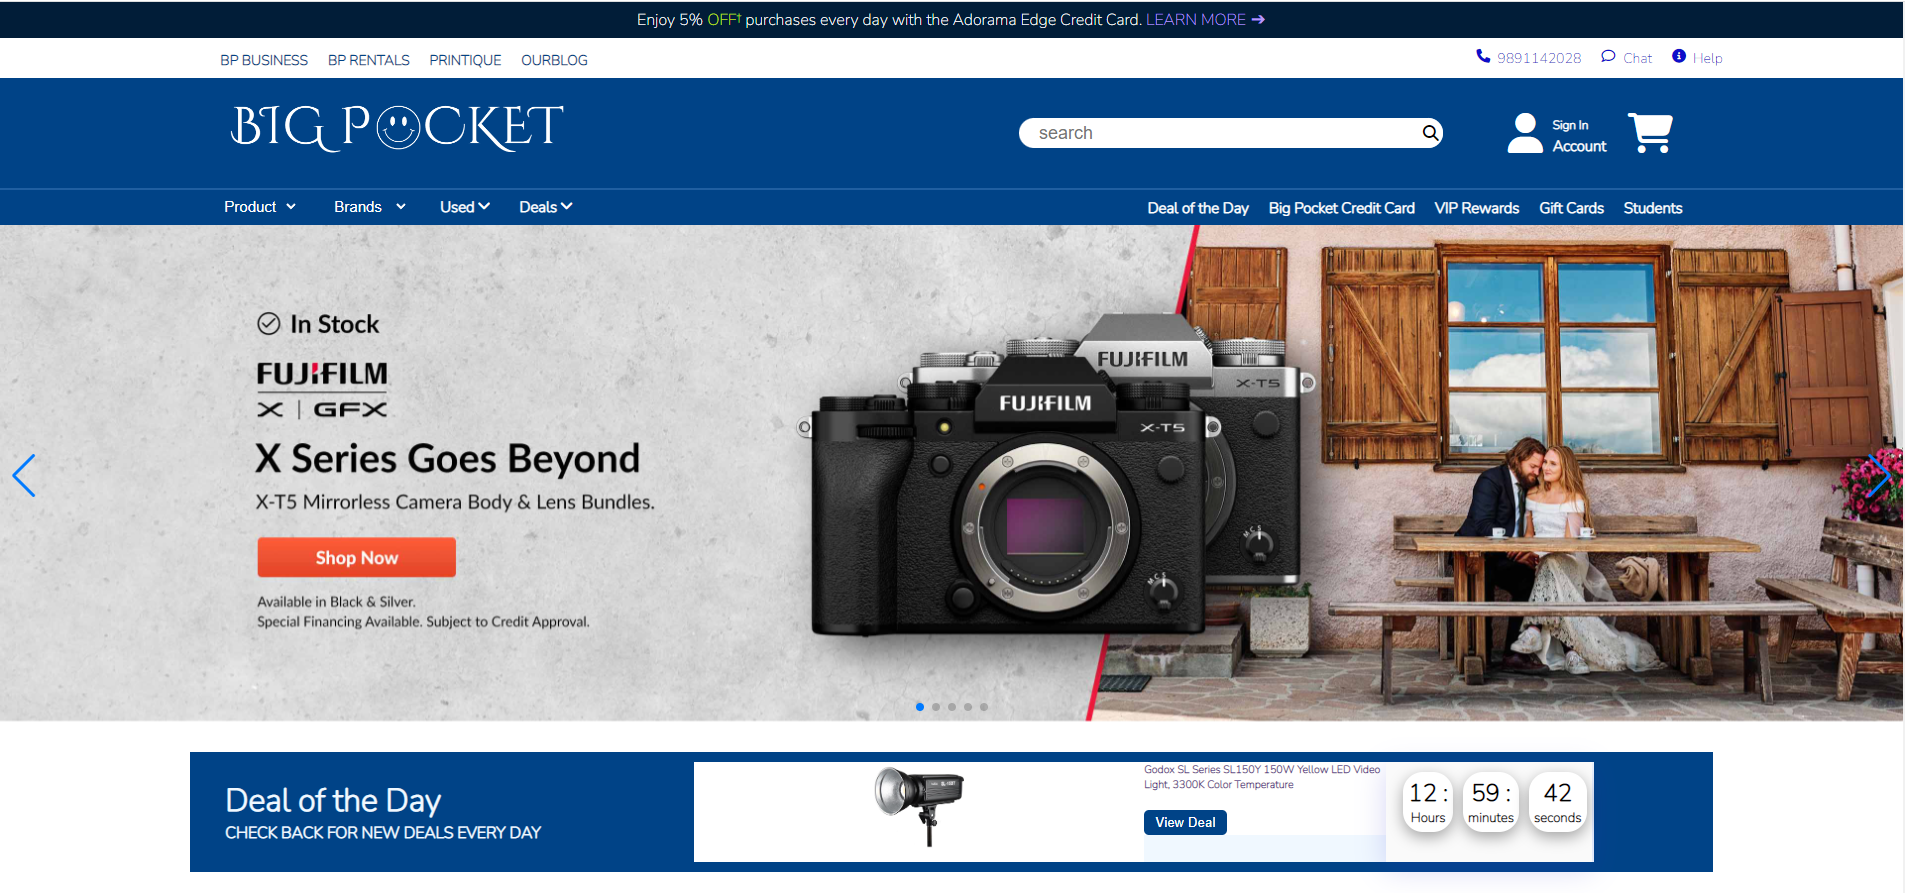 Enjoy 5% OFF† purchases every day with the Adorama Edge Credit Card. LEARN MORE ➔
BP BUSINESS BP RENTALS PRINTIQUE OURBLOG
9891142028 Chat Help
BIG POCKET
search
Sign In
Account
Product Brands Used Deals
Deal of the Day Big Pocket Credit Card VIP Rewards Gift Cards Students
In Stock
FUJIFILM
X | GFX
X Series Goes Beyond
X-T5 Mirrorless Camera Body & Lens Bundles.
Shop Now
Available in Black & Silver.
Special Financing Available. Subject to Credit Approval.
FUJIFILM
X-T5
FUJIFILM
X-T5
M C S
M C S
Deal of the Day
CHECK BACK FOR NEW DEALS EVERY DAY
Godox SL Series SL150Y 150W Yellow LED Video
Light, 3300K Color Temperature
View Deal
12 : 59 : 42
Hours minutes seconds